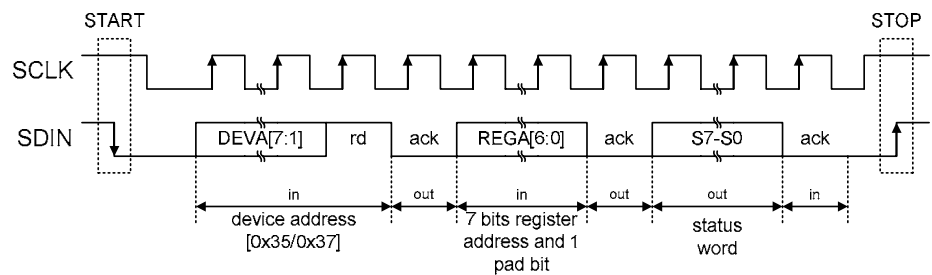 START STOP
SCLK
SDIN DEVA[7:1] rd ack REGA[6:0] ack S7-S0 ack
in out in out out in
device address
[0x35/0x37]
7 bits register
address and 1
pad bit
status
word